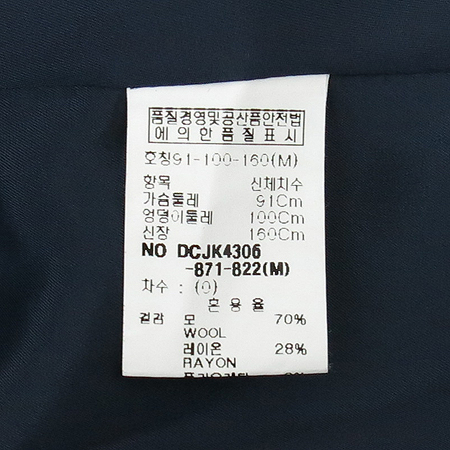 품질경영및공산품안전법
에 의 한 품 질 표 시
호칭91-100-160(M)
항목 신체치수
가슴둘레 91Cm
엉덩이둘레 100Cm
신장 160Cm
NO DCJK4306
-871-822(M)
차수 : (0)
혼 용 율
겉감 모 70%
WOOL
레이온 28%
RAYON